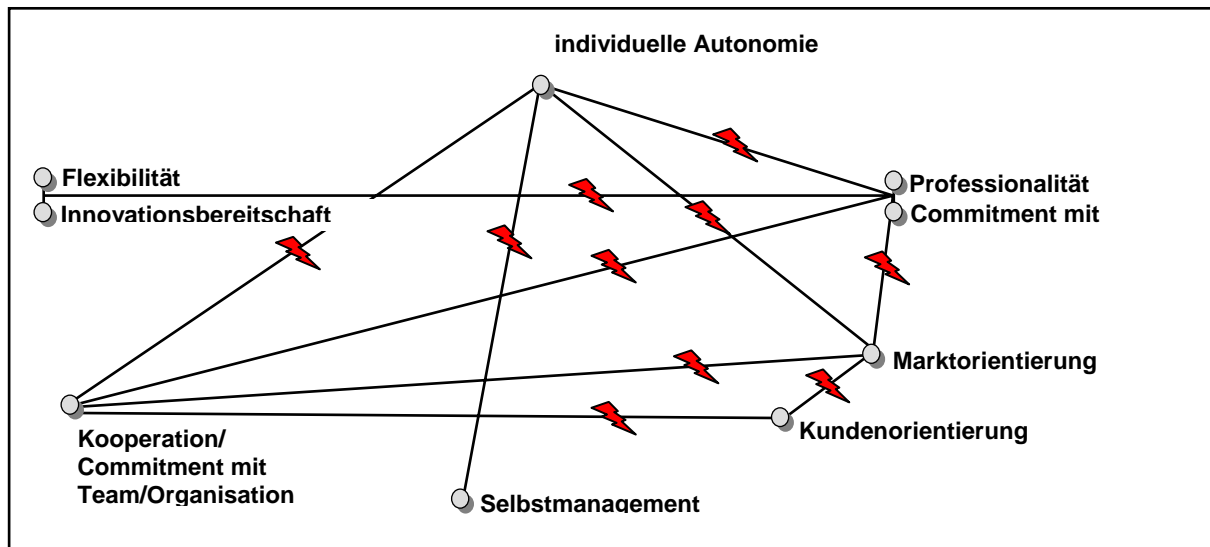 individuelle Autonomie
Flexibilität
Innovationsbereitschaft
Professionalität
Commitment mit
Marktorientierung
Kundenorientierung
Kooperation/
Commitment mit
Team/Organisation
Selbstmanagement